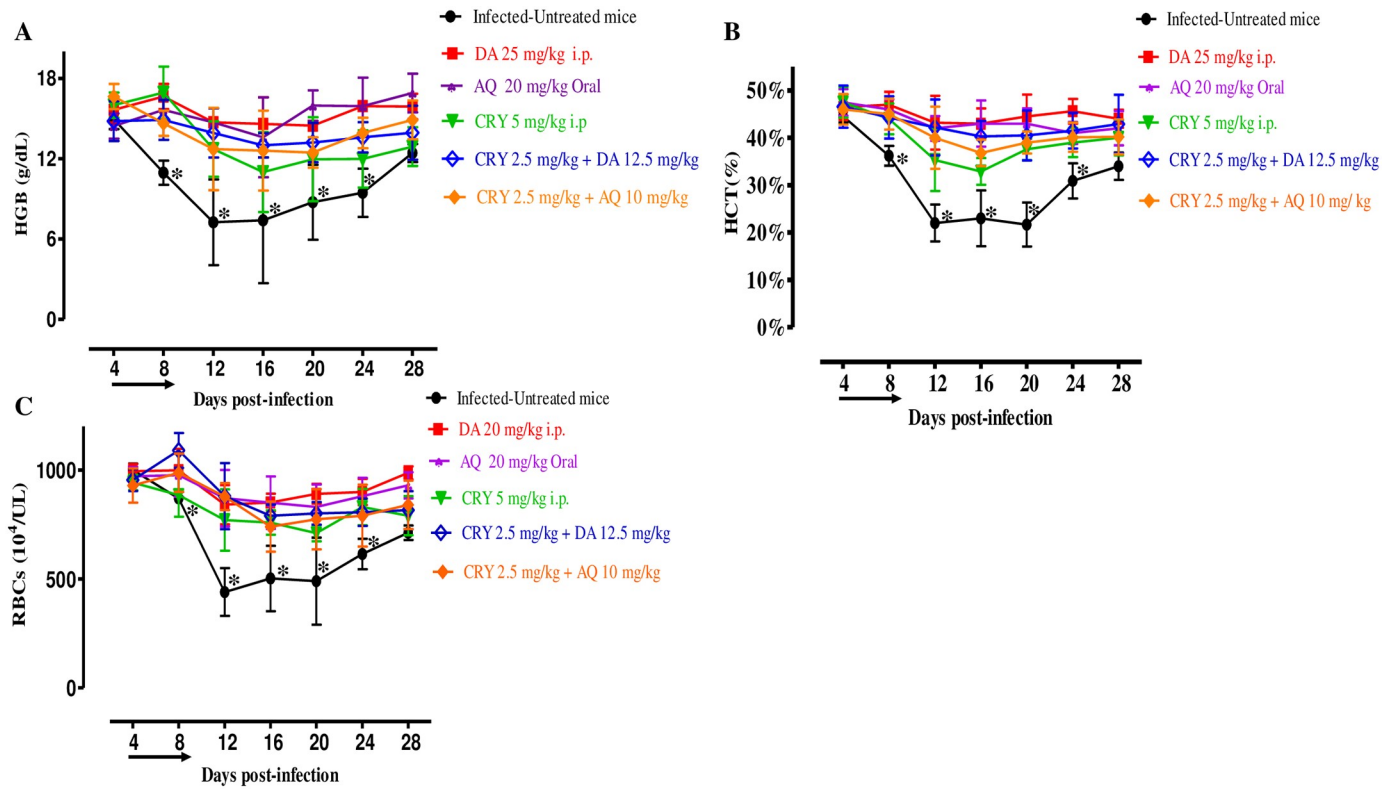 A
Infected-Untreated mice
DA 25 mg/kg i.p.
AQ 20 mg/kg Oral
CRY 5 mg/kg i.p
CRY 2.5 mg/kg + DA 12.5 mg/kg
CRY 2.5 mg/kg + AQ 10 mg/kg
HGB (g/dL)
18
12
6
0
* * * * *
4 8 12 16 20 24 28
Days post-infection
B
Infected-Untreated mice
DA 25 mg/kg i.p.
AQ 20 mg/kg Oral
CRY 5 mg/kg i.p.
CRY 2.5 mg/kg + DA 12.5 mg/kg
CRY 2.5 mg/kg + AQ 10 mg/ kg
HCT(%)
50%
40%
30%
20%
10%
0%
* * * * *
4 8 12 16 20 24 28
Days post-infection
C
Infected-Untreated mice
DA 20 mg/kg i.p.
AQ 20 mg/kg Oral
CRY 5 mg/kg i.p.
CRY 2.5 mg/kg + DA 12.5 mg/kg
CRY 2.5 mg/kg + AQ 10 mg/kg
RBCs (10⁴/UL)
1000
500
0
* * * * *
4 8 12 16 20 24 28
Days post-infection